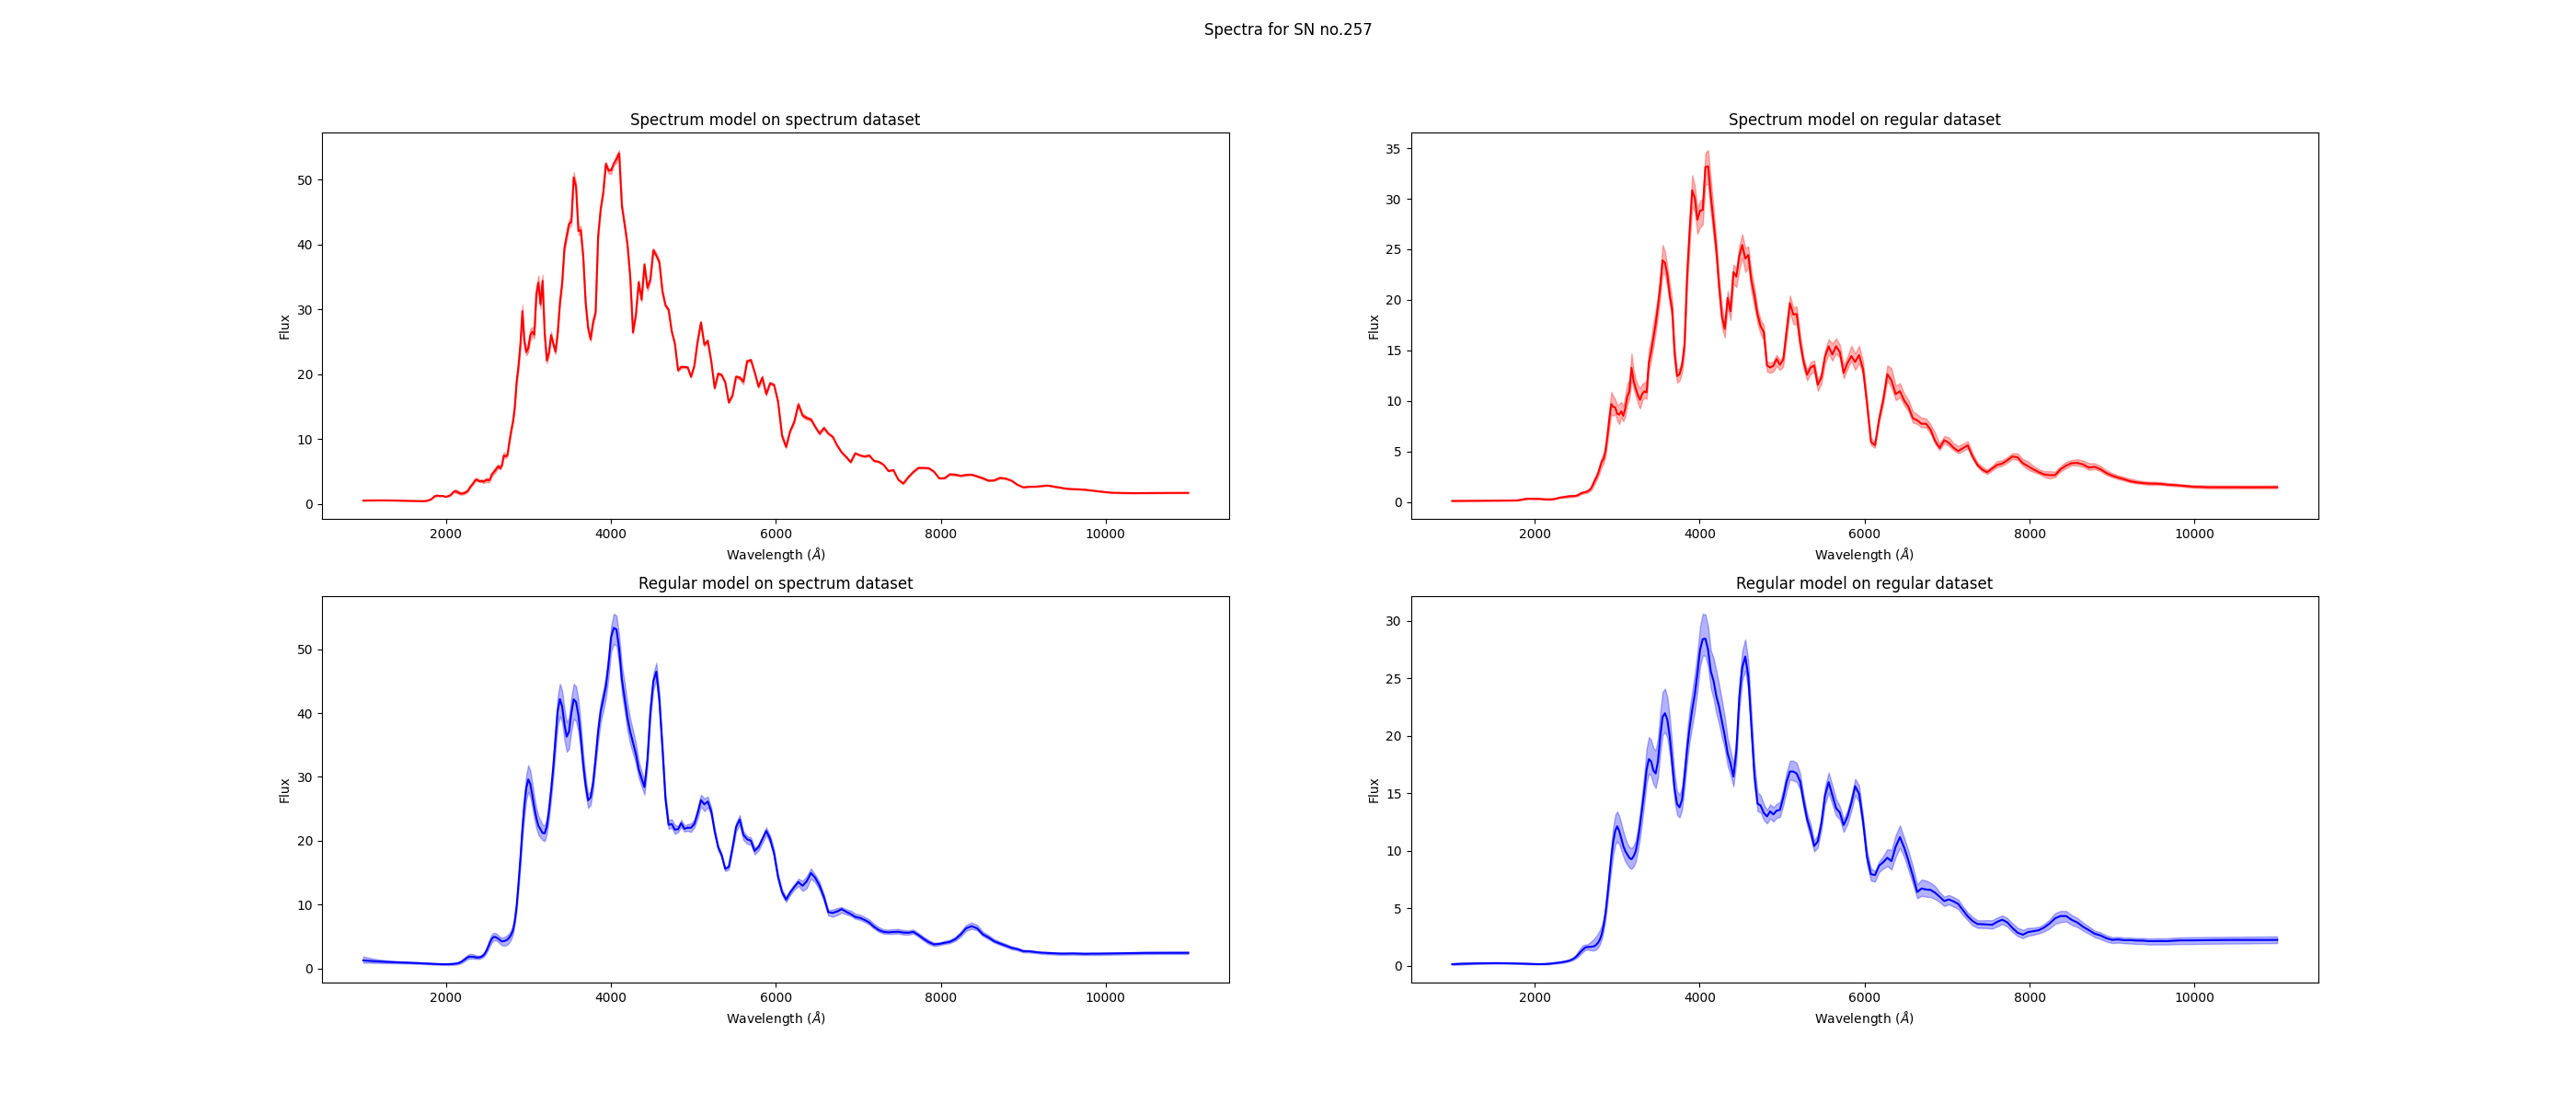 Spectra for SN no.257
Spectrum model on spectrum dataset
Flux
50
40
30
20
10
0
2000 4000 6000 8000 10000
Wavelength (Å)
Spectrum model on regular dataset
Flux
35
30
25
20
15
10
5
0
2000 4000 6000 8000 10000
Wavelength (Å)
Regular model on spectrum dataset
Flux
50
40
30
20
10
0
2000 4000 6000 8000 10000
Wavelength (Å)
Regular model on regular dataset
Flux
30
25
20
15
10
5
0
2000 4000 6000 8000 10000
Wavelength (Å)